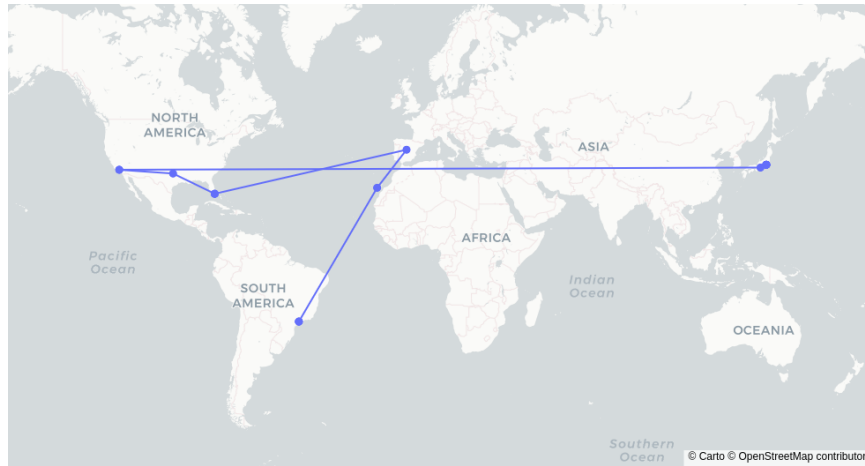 NORTH
AMERICA
ASIA
AFRICA
Pacific
Ocean
Indian
Ocean
SOUTH
AMERICA
OCEANIA
Southern
Ocean
© Carto © OpenStreetMap contributor